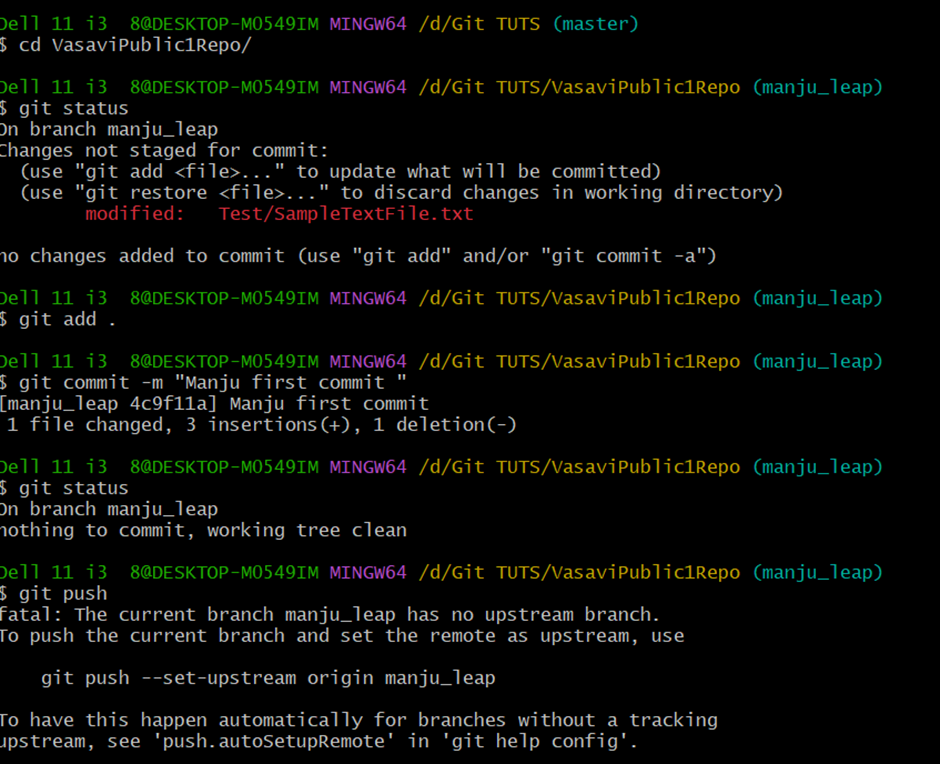 Dell 11 i3  8@DESKTOP-MO549IM MINGW64 /d/Git TUTS (master)
$ cd VasaviPublic1Repo/
Dell 11 i3  8@DESKTOP-MO549IM MINGW64 /d/Git TUTS/VasaviPublic1Repo (manju_leap)
$ git status
On branch manju_leap
Changes not staged for commit:
  (use "git add <file>..." to update what will be committed)
  (use "git restore <file>..." to discard changes in working directory)
        modified:   Test/SampleTextFile.txt
no changes added to commit (use "git add" and/or "git commit -a")
Dell 11 i3  8@DESKTOP-MO549IM MINGW64 /d/Git TUTS/VasaviPublic1Repo (manju_leap)
$ git add .
Dell 11 i3  8@DESKTOP-MO549IM MINGW64 /d/Git TUTS/VasaviPublic1Repo (manju_leap)
$ git commit -m "Manju first commit "
[manju_leap 4c9f11a] Manju first commit
 1 file changed, 3 insertions(+), 1 deletion(-)
Dell 11 i3  8@DESKTOP-MO549IM MINGW64 /d/Git TUTS/VasaviPublic1Repo (manju_leap)
$ git status
On branch manju_leap
nothing to commit, working tree clean
Dell 11 i3  8@DESKTOP-MO549IM MINGW64 /d/Git TUTS/VasaviPublic1Repo (manju_leap)
$ git push
fatal: The current branch manju_leap has no upstream branch.
To push the current branch and set the remote as upstream, use
    git push --set-upstream origin manju_leap
To have this happen automatically for branches without a tracking
upstream, see 'push.autoSetupRemote' in 'git help config'.